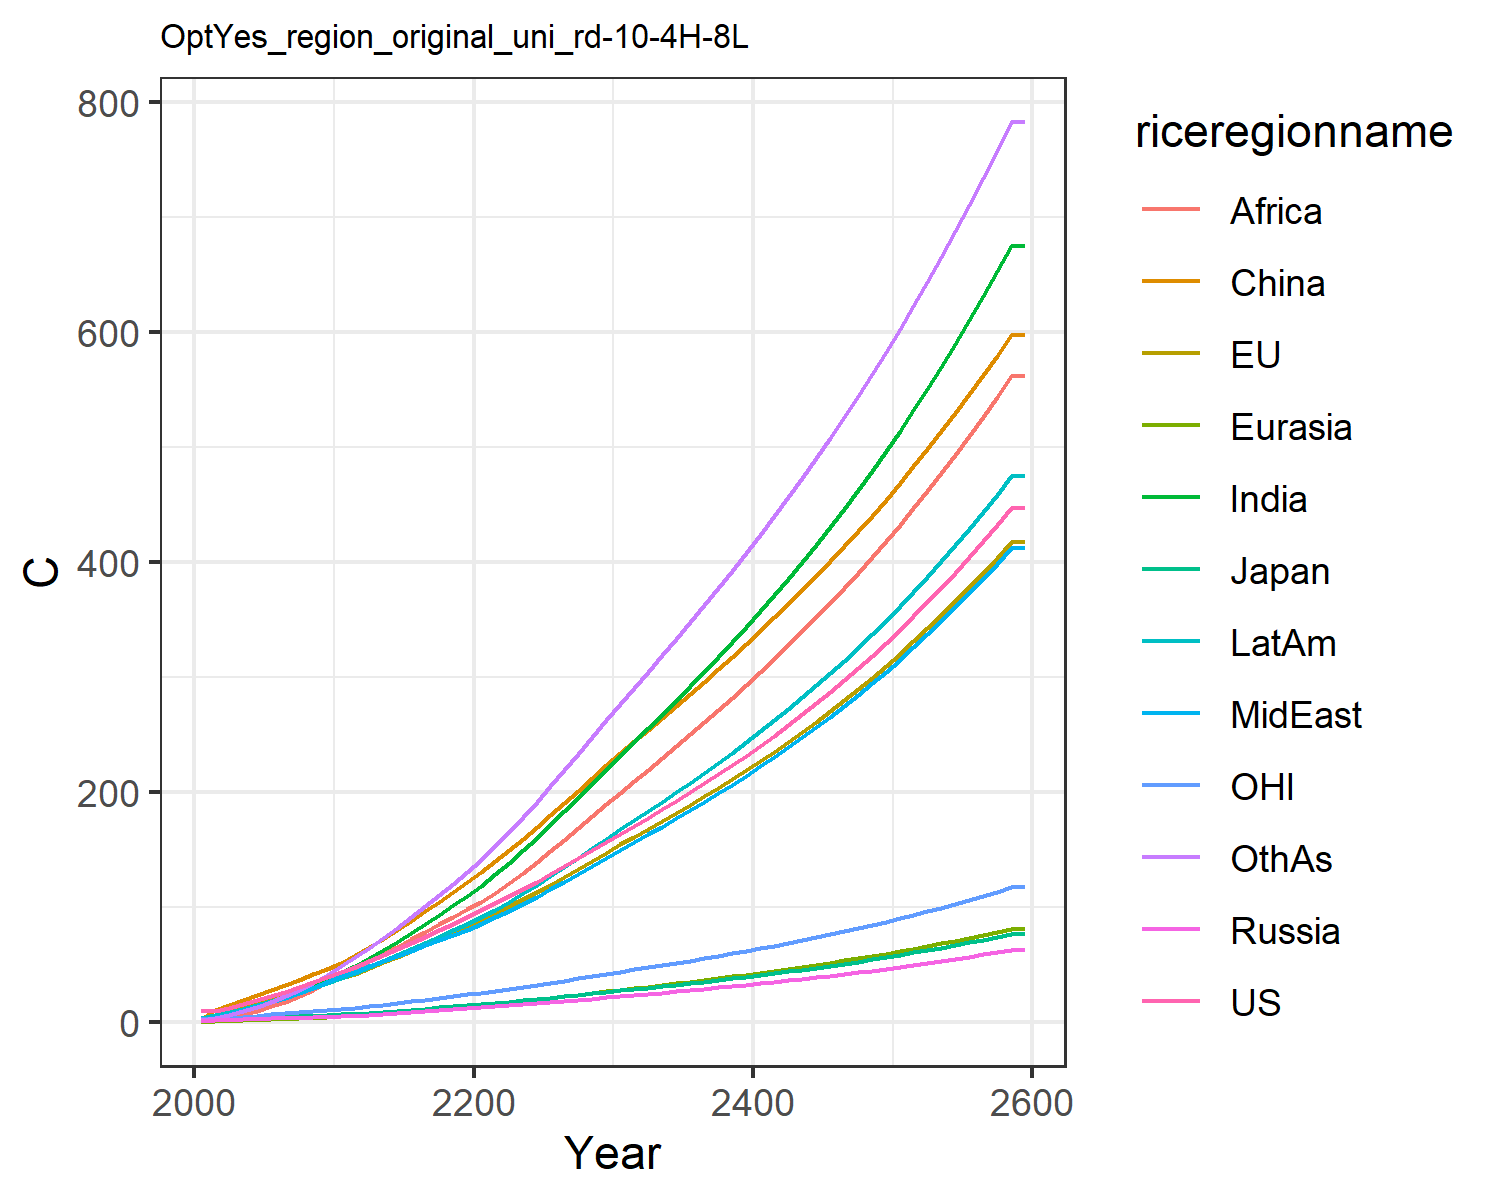 OptYes_region_original_uni_rd-10-4H-8L
800
600
400
200
0
C
2000
2200
2400
2600
Year
riceregionname
Africa
China
EU
Eurasia
India
Japan
LatAm
MidEast
OHI
OthAs
Russia
US